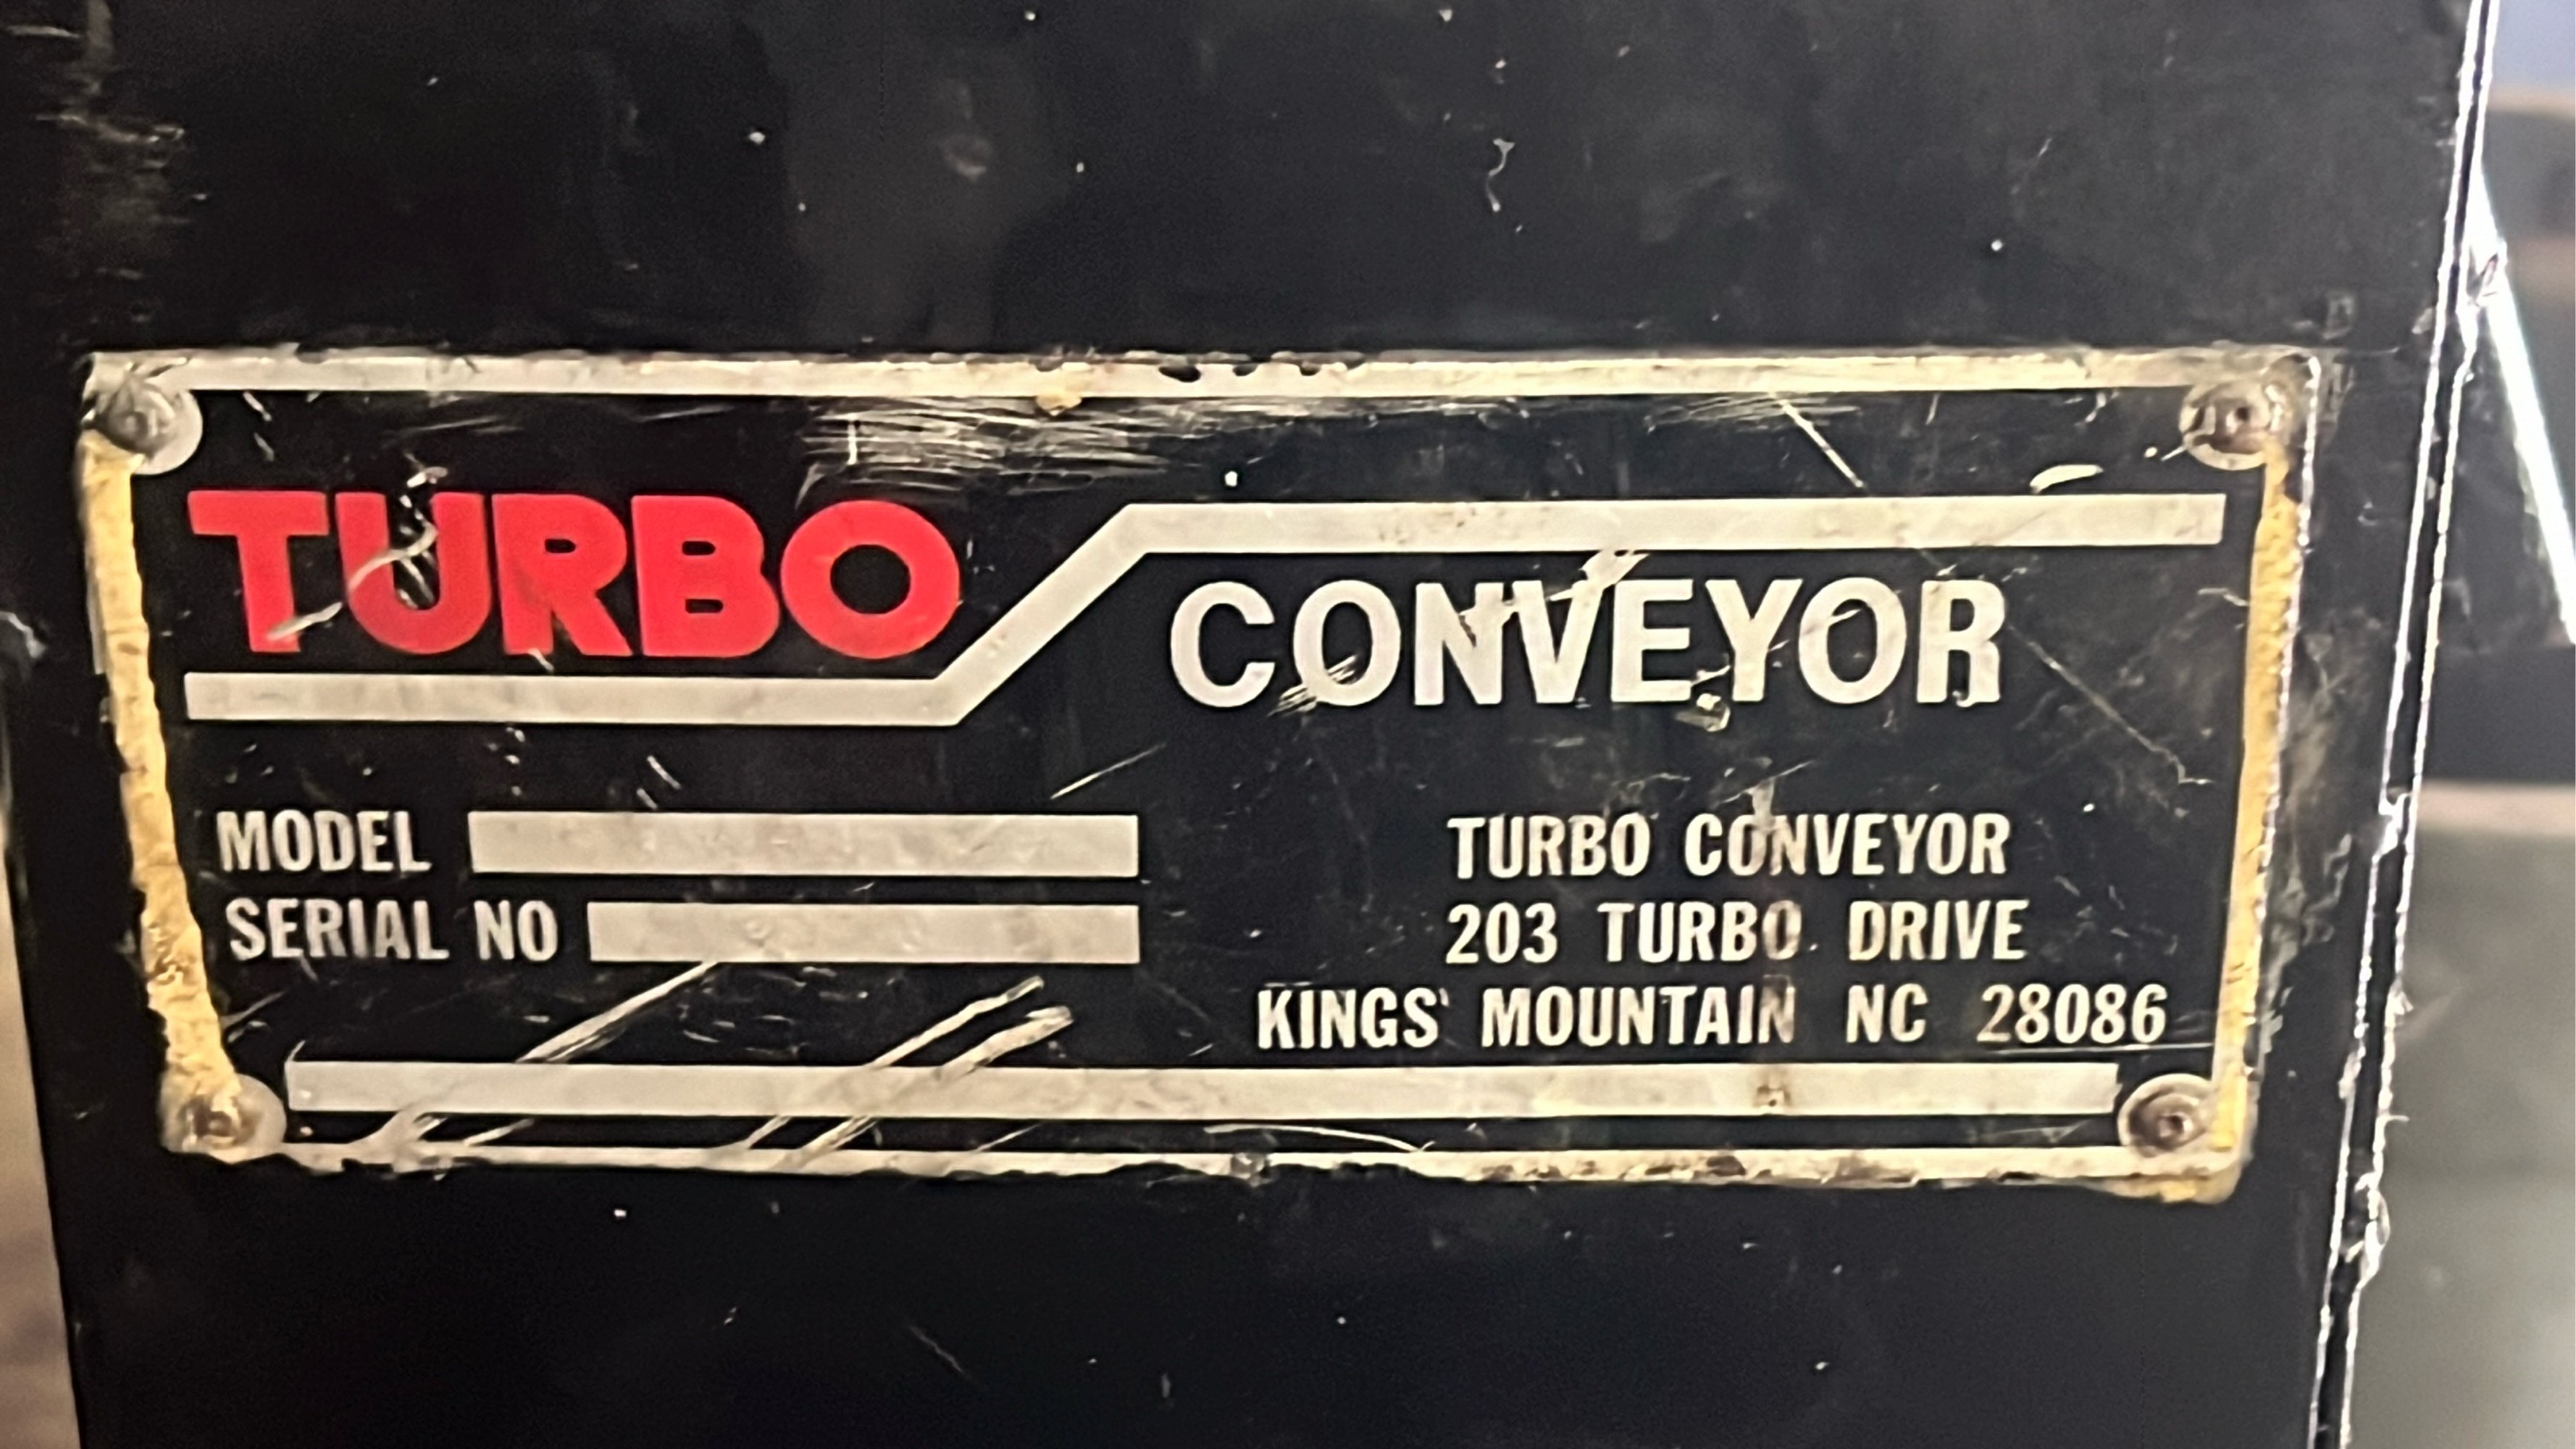 TURBO
CONVEYOR
MODEL
SERIAL NO
TURBO CONVEYOR
203 TURBO DRIVE
KINGS' MOUNTAIN NC 28086